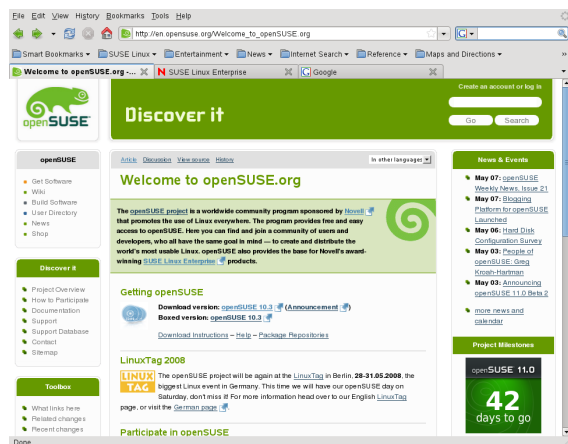 File Edit View History Bookmarks Tools Help
http://en.opensuse.org/Welcome_to_openSUSE.org
Smart Bookmarks SUSE Linux Entertainment News Internet Search Reference Maps and Directions »
Welcome to openSUSE.org -... SUSE Linux Enterprise Google
openSUSE
Discover it
Create an account or log in
Go Search
openSUSE
Get Software
Wiki
Build Software
User Directory
News
Shop
Discover it
Project Overview
How to Participate
Documentation
Support
Support Database
Contact
Sitemap
Toolbox
What links here
Related changes
Recent changes
Article Discussion View source History
In other languages
Welcome to openSUSE.org
The openSUSE project is a worldwide community program sponsored by Novell
that promotes the use of Linux everywhere. The program provides free and easy
access to openSUSE. Here you can find and join a community of users and
developers, who all have the same goal in mind — to create and distribute the
world's most usable Linux. openSUSE also provides the base for Novell's award-
winning SUSE Linux Enterprise products.
Getting openSUSE
Download version: openSUSE 10.3 (Announcement)
Boxed version: openSUSE 10.3
Download Instructions – Help – Package Repositories
LinuxTag 2008
LINUX
TAG
The openSUSE project will be again at the LinuxTag in Berlin, 28-31.05.2008, the
biggest Linux event in Germany. This time we will have our openSUSE day on
Saturday, don't miss it! For more information head over to our English LinuxTag
page, or visit the German page
Participate in openSUSE
News & Events
May 07: openSUSE
Weekly News, Issue 21
May 07: Blogging
Platform for openSUSE
Launched
May 06: Hard Disk
Configuration Survey
May 03: People of
openSUSE: Greg
Kroah-Hartman
May 03: Announcing
openSUSE 11.0 Beta 2
more news and
calendar
Project Milestones
openSUSE 11.0
42
days to go
Done